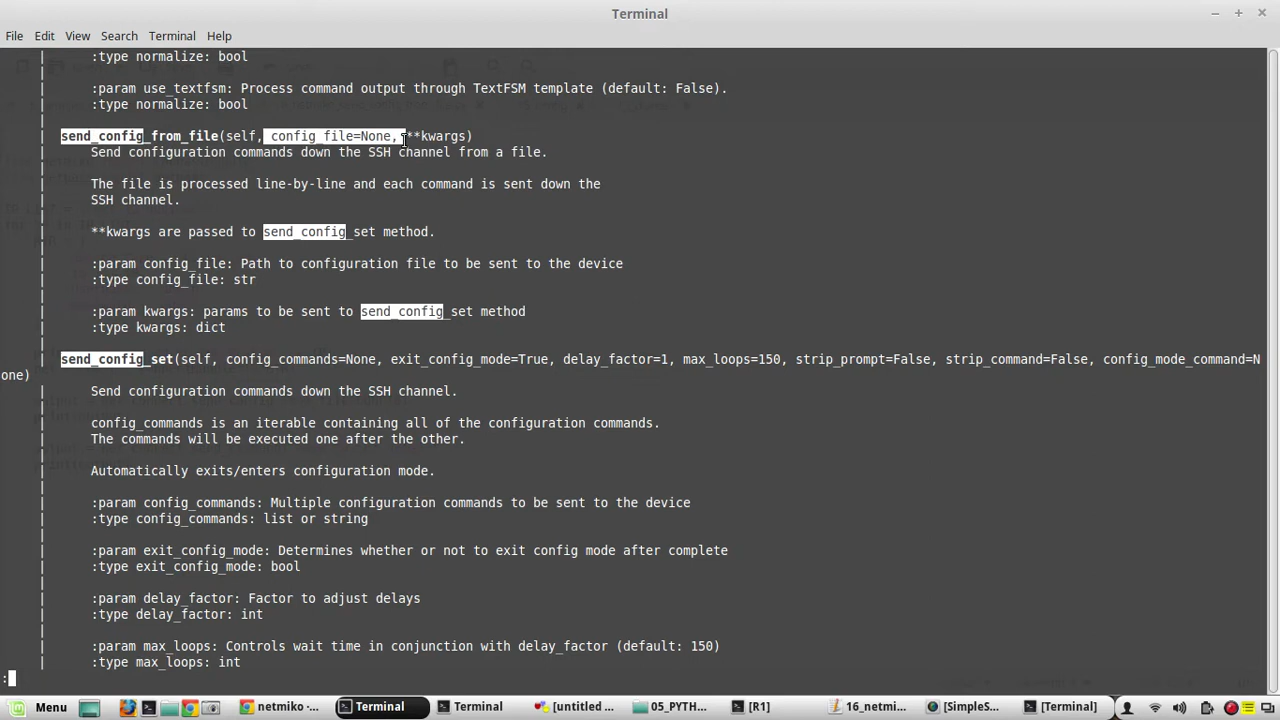 Terminal
File Edit View Search Terminal Help
| :type normalize: bool
|
| :param use_textfsm: Process command output through TextFSM template (default: False).
| :type normalize: bool
|
| send_config_from_file(self, config_file=None, **kwargs)
| Send configuration commands down the SSH channel from a file.
|
| The file is processed line-by-line and each command is sent down the
| SSH channel.
|
| **kwargs are passed to send_config_set method.
|
| :param config_file: Path to configuration file to be sent to the device
| :type config_file: str
|
| :param kwargs: params to be sent to send_config_set method
| :type kwargs: dict
|
| send_config_set(self, config_commands=None, exit_config_mode=True, delay_factor=1, max_loops=150, strip_prompt=False, strip_command=False, config_mode_command=N
one)
| Send configuration commands down the SSH channel.
|
| config_commands is an iterable containing all of the configuration commands.
| The commands will be executed one after the other.
|
| Automatically exits/enters configuration mode.
|
| :param config_commands: Multiple configuration commands to be sent to the device
| :type config_commands: list or string
|
| :param exit_config_mode: Determines whether or not to exit config mode after complete
| :type exit_config_mode: bool
|
| :param delay_factor: Factor to adjust delays
| :type delay_factor: int
|
| :param max_loops: Controls wait time in conjunction with delay_factor (default: 150)
| :type max_loops: int
:
Menu netmiko -... Terminal Terminal [untitled ... 05_PYTH... [R1] 16_netmi... [SimpleS... [Terminal]